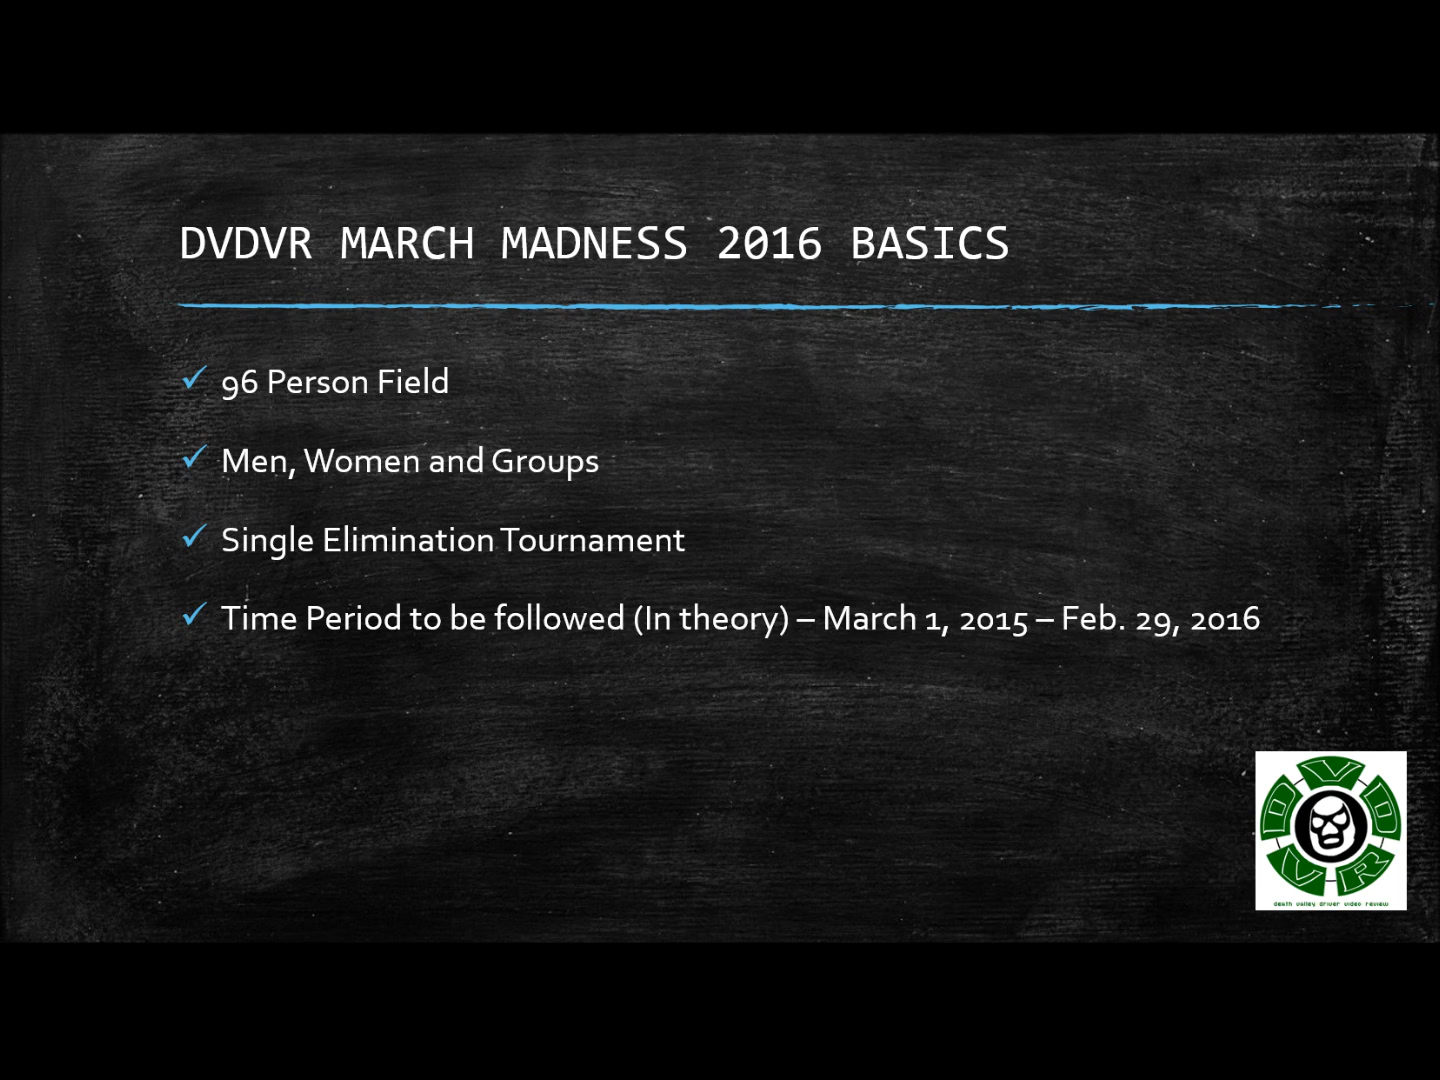 DVDVR MARCH MADNESS 2016 BASICS
✓ 96 Person Field
✓ Men, Women and Groups
✓ Single Elimination Tournament
✓ Time Period to be followed (In theory) – March 1, 2015 – Feb. 29, 2016
D V D V R
death valley driver video review